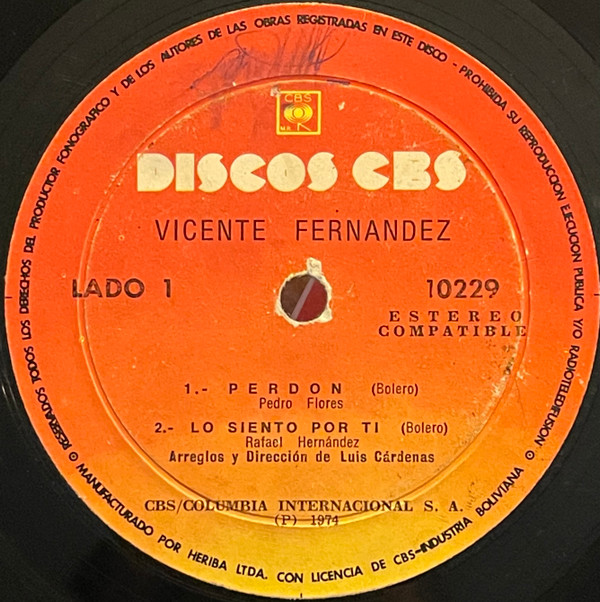 RESERVADOS TODOS LOS DERECHOS DEL PRODUCTOR FONOGRAFICO Y DE LOS AUTORES DE LAS OBRAS REGISTRADAS EN ESTE DISCO - PROHIBIDA SU REPRODUCCION EJECUCION PUBLICA Y/O RADIOTELEDIFUSION
CBS
M R
DISCOS CBS
VICENTE FERNANDEZ
LADO 1
10229
ESTEREO
COMPATIBLE
1.- PERDON (Bolero)
Pedro Flores
2.- LO SIENTO POR TI (Bolero)
Rafael Hernández
Arreglos y Dirección de Luis Cárdenas
CBS/COLUMBIA INTERNACIONAL S. A.
(P) 1974
MANUFACTURADO POR HERIBA LTDA. CON LICENCIA DE CBS-INDUSTRIA BOLIVIANA